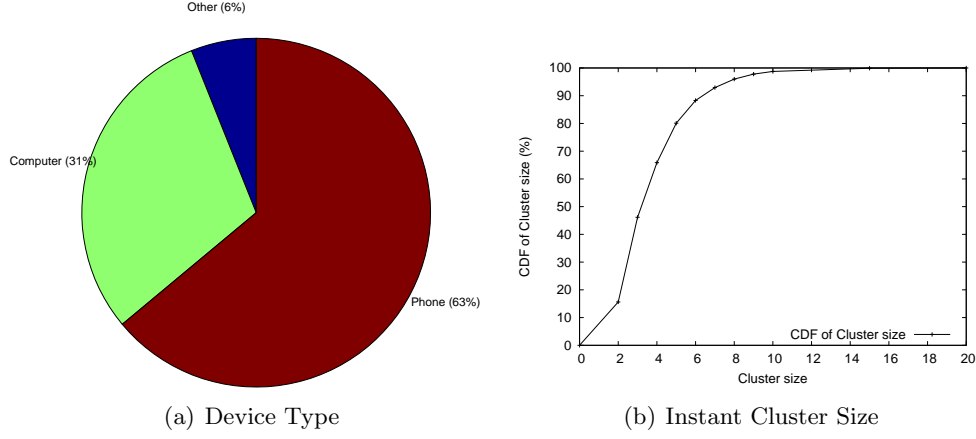 Other (6%)
Computer (31%)
Phone (63%)
(a) Device Type
100
90
80
70
60
50
40
30
20
10
0
CDF of Cluster size (%)
CDF of Cluster size
0 2 4 6 8 10 12 14 16 18 20
Cluster size
(b) Instant Cluster Size